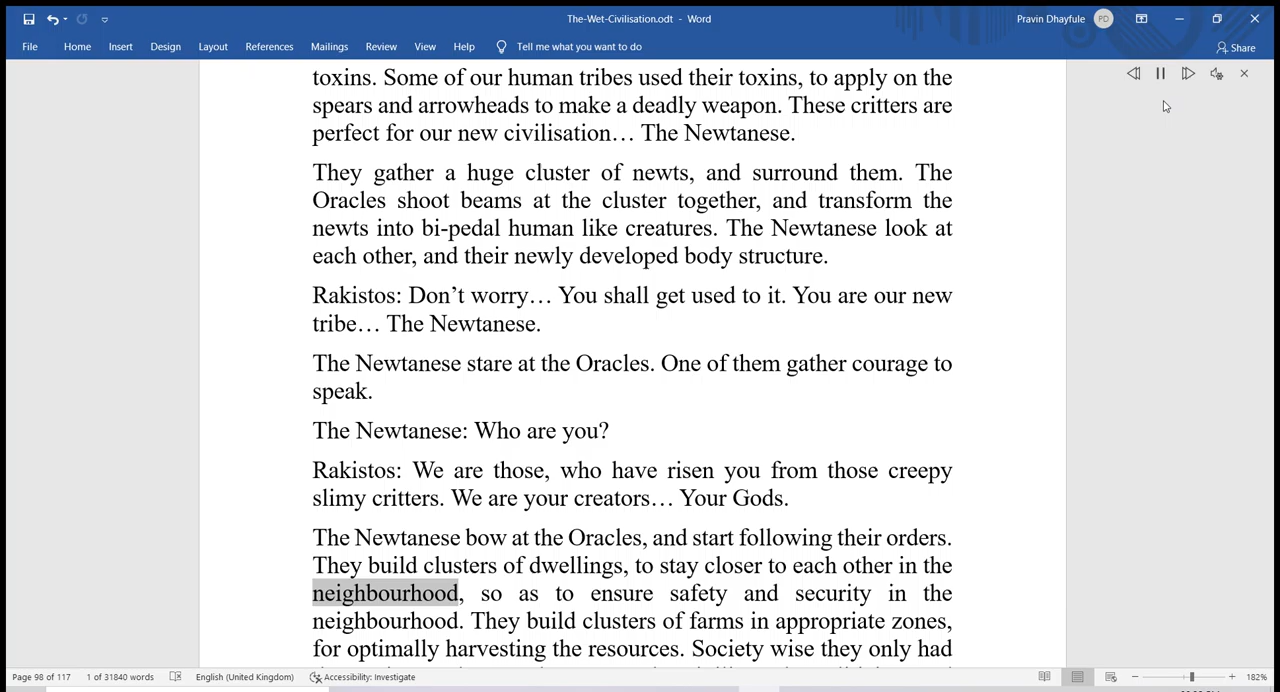 The-Wet-Civilisation.odt - Word
Pravin Dhayfule
PD
File Home Insert Design Layout References Mailings Review View Help Tell me what you want to do
Share
toxins. Some of our human tribes used their toxins, to apply on the
spears and arrowheads to make a deadly weapon. These critters are
perfect for our new civilisation… The Newtanese.
They gather a huge cluster of newts, and surround them. The
Oracles shoot beams at the cluster together, and transform the
newts into bi-pedal human like creatures. The Newtanese look at
each other, and their newly developed body structure.
Rakistos: Don’t worry… You shall get used to it. You are our new
tribe… The Newtanese.
The Newtanese stare at the Oracles. One of them gather courage to
speak.
The Newtanese: Who are you?
Rakistos: We are those, who have risen you from those creepy
slimy critters. We are your creators… Your Gods.
The Newtanese bow at the Oracles, and start following their orders.
They build clusters of dwellings, to stay closer to each other in the
neighbourhood, so as to ensure safety and security in the
neighbourhood. They build clusters of farms in appropriate zones,
for optimally harvesting the resources. Society wise they only had
Page 98 of 117 1 of 31840 words English (United Kingdom) Accessibility: Investigate
182%